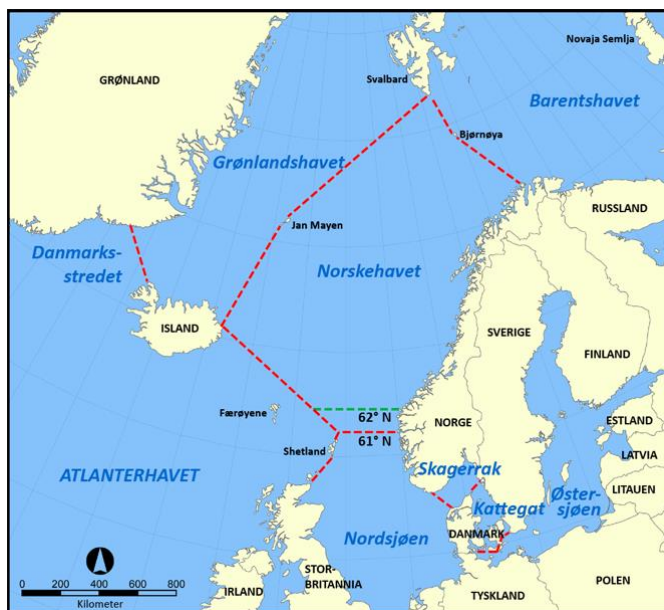 Novaja Semlja
Svalbard
GRØNLAND
Barentshavet
Bjørnøya
Grønlandshavet
RUSSLAND
Jan Mayen
Danmarks-
stredet
Norskehavet
ISLAND
SVERIGE
FINLAND
Færøyene
62° N
NORGE
ESTLAND
61° N
Shetland
LATVIA
ATLANTERHAVET
Skagerrak
LITAUEN
Kattegat
Øster-
sjøen
Nordsjøen
DANMARK
0 200 400 600 800
Kilometer
IRLAND
STOR-
BRITANNIA
TYSKLAND
POLEN